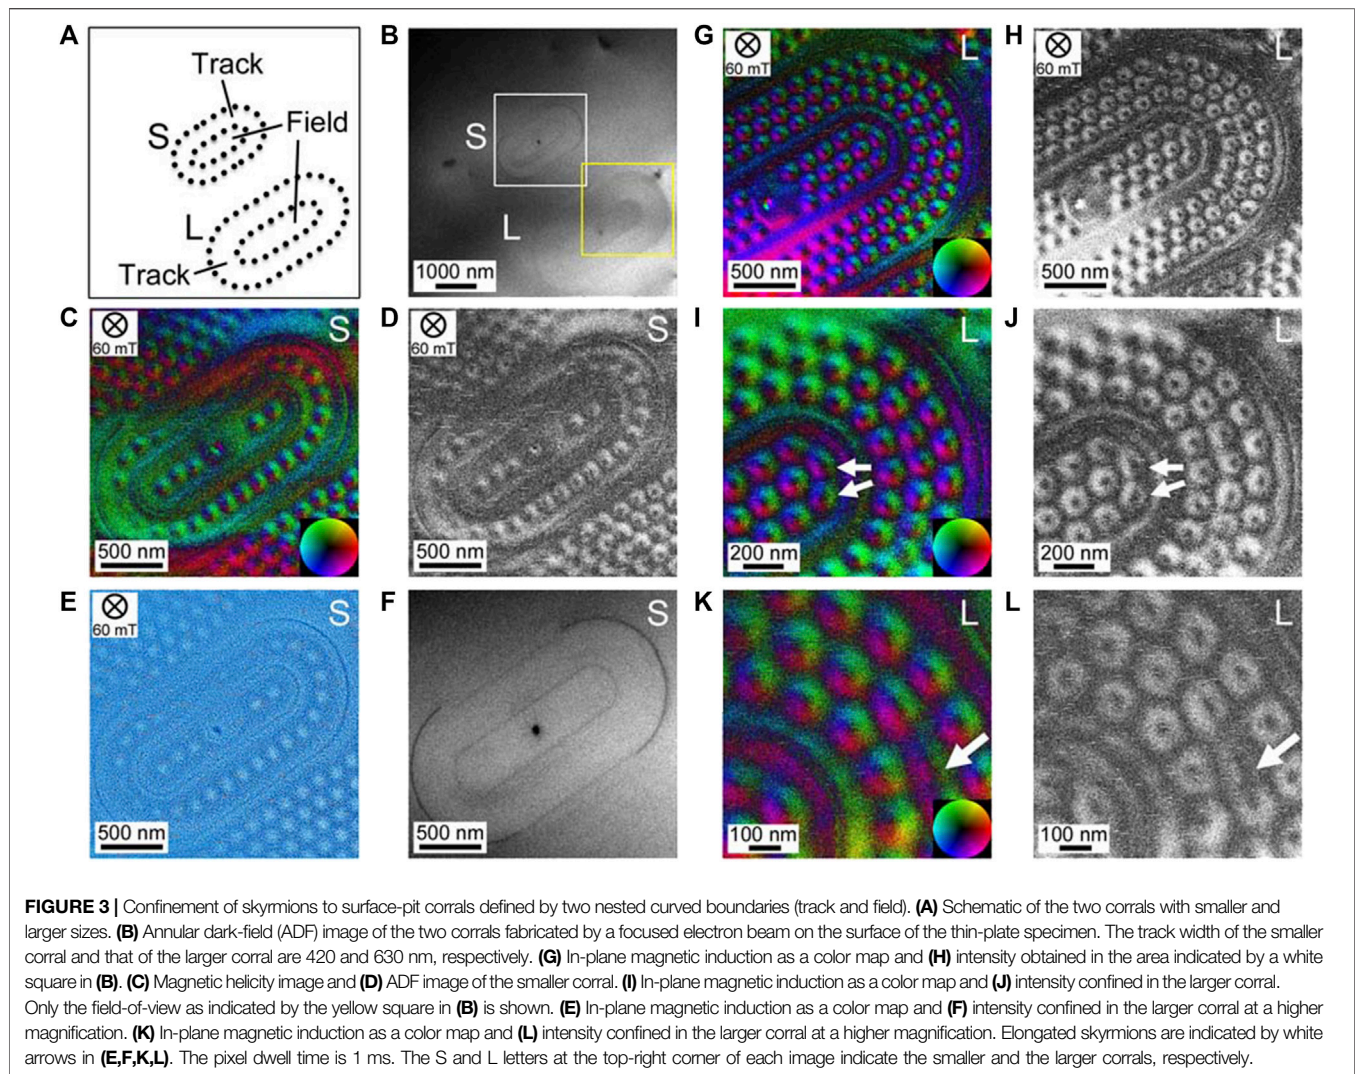 A
Track
Field
S
L
Track
B
S
L
1000 nm
G
60 mT
L
500 nm
H
60 mT
L
500 nm
C
60 mT
S
500 nm
D
60 mT
S
500 nm
I
L
200 nm
J
L
200 nm
E
60 mT
S
500 nm
F
S
500 nm
K
L
100 nm
L
L
100 nm
FIGURE 3 | Confinement of skyrmions to surface-pit corrals defined by two nested curved boundaries (track and field). (A) Schematic of the two corrals with smaller and
larger sizes. (B) Annular dark-field (ADF) image of the two corrals fabricated by a focused electron beam on the surface of the thin-plate specimen. The track width of the smaller
corral and that of the larger corral are 420 and 630 nm, respectively. (G) In-plane magnetic induction as a color map and (H) intensity obtained in the area indicated by a white
square in (B). (C) Magnetic helicity image and (D) ADF image of the smaller corral. (I) In-plane magnetic induction as a color map and (J) intensity confined in the larger corral.
Only the field-of-view as indicated by the yellow square in (B) is shown. (E) In-plane magnetic induction as a color map and (F) intensity confined in the larger corral at a higher
magnification. (K) In-plane magnetic induction as a color map and (L) intensity confined in the larger corral at a higher magnification. Elongated skyrmions are indicated by white
arrows in (E,F,K,L). The pixel dwell time is 1 ms. The S and L letters at the top-right corner of each image indicate the smaller and the larger corrals, respectively.